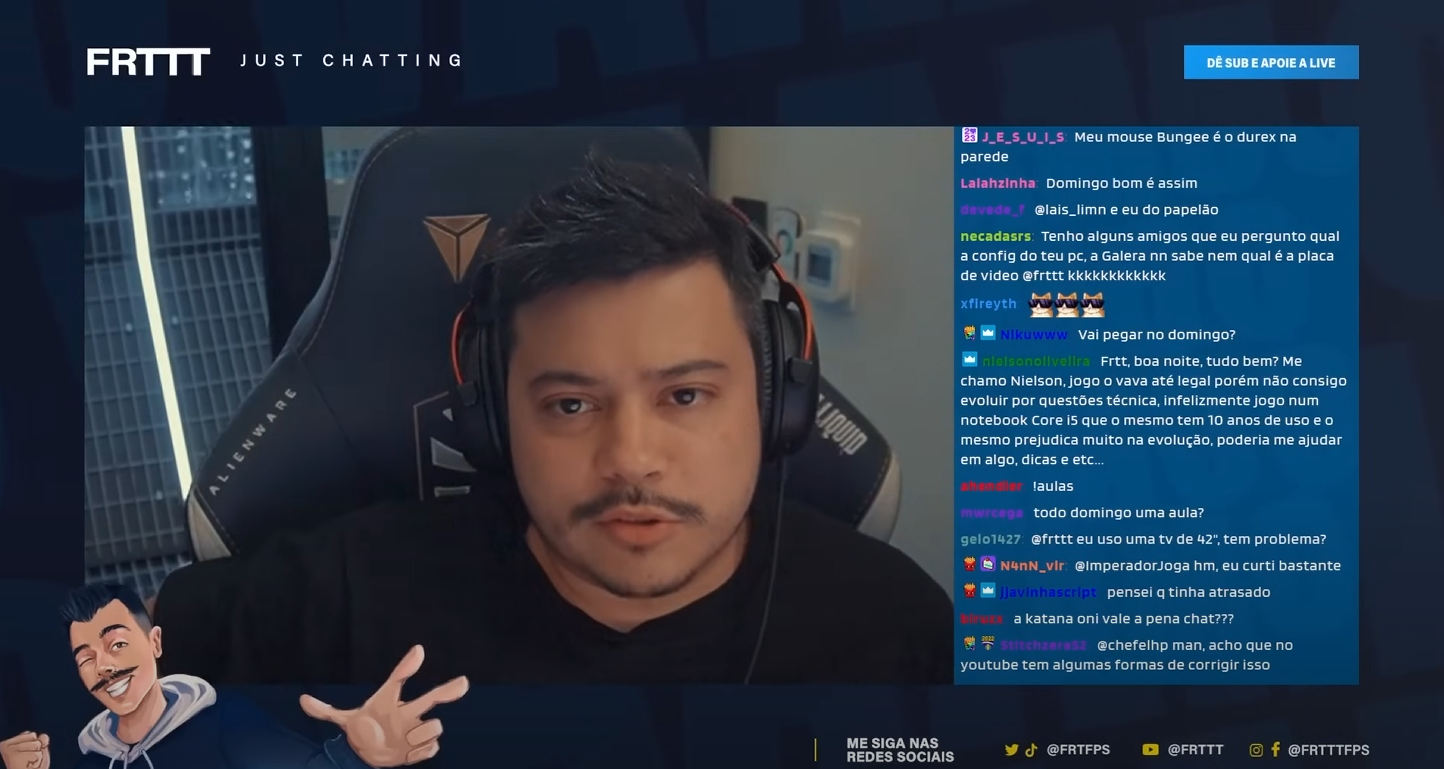 FRTTT JUST CHATTING
DÊ SUB E APOIE A LIVE
J_E_S_U_I_S: Meu mouse Bungee é o durex na
parede
Lalahzinha: Domingo bom é assim
@lais_limn e eu do papelão
necadasrs: Tenho alguns amigos que eu pergunto qual
a config do teu pc, a Galera nn sabe nem qual é a placa
de video @frttt kkkkkkkkkkkk
xfireyth:
Nikuwww Vai pegar no domingo?
nielsonoliveiira Frtt, boa noite, tudo bem? Me
chamo Nielson, jogo o vava até legal porém não consigo
evoluir por questões técnica, infelizmente jogo num
notebook Core i5 que o mesmo tem 10 anos de uso e o
mesmo prejudica muito na evolução, poderia me ajudar
em algo, dicas e etc...
!aulas
mwrcega: todo domingo uma aula?
gelo1427: @frttt eu uso uma tv de 42", tem problema?
N4nN_vlr: @ImperadorJoga hm, eu curti bastante
jjavinhascript pensei q tinha atrasado
a katana oni vale a pena chat???
@chefelhp man, acho que no
youtube tem algumas formas de corrigir isso
ALIENWARE
LIQUID
ME SIGA NAS
REDES SOCIAIS
@FRTFPS
@FRTTT
@FRTTTFPS